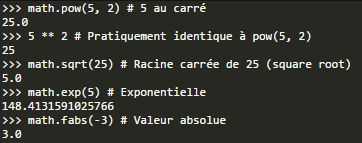 >>> math.pow(5, 2) # 5 au carré
25.0
>>> 5 ** 2 # Pratiquement identique à pow(5, 2)
25
>>> math.sqrt(25) # Racine carrée de 25 (square root)
5.0
>>> math.exp(5) # Exponentielle
148.4131591025766
>>> math.fabs(-3) # Valeur absolue
3.0